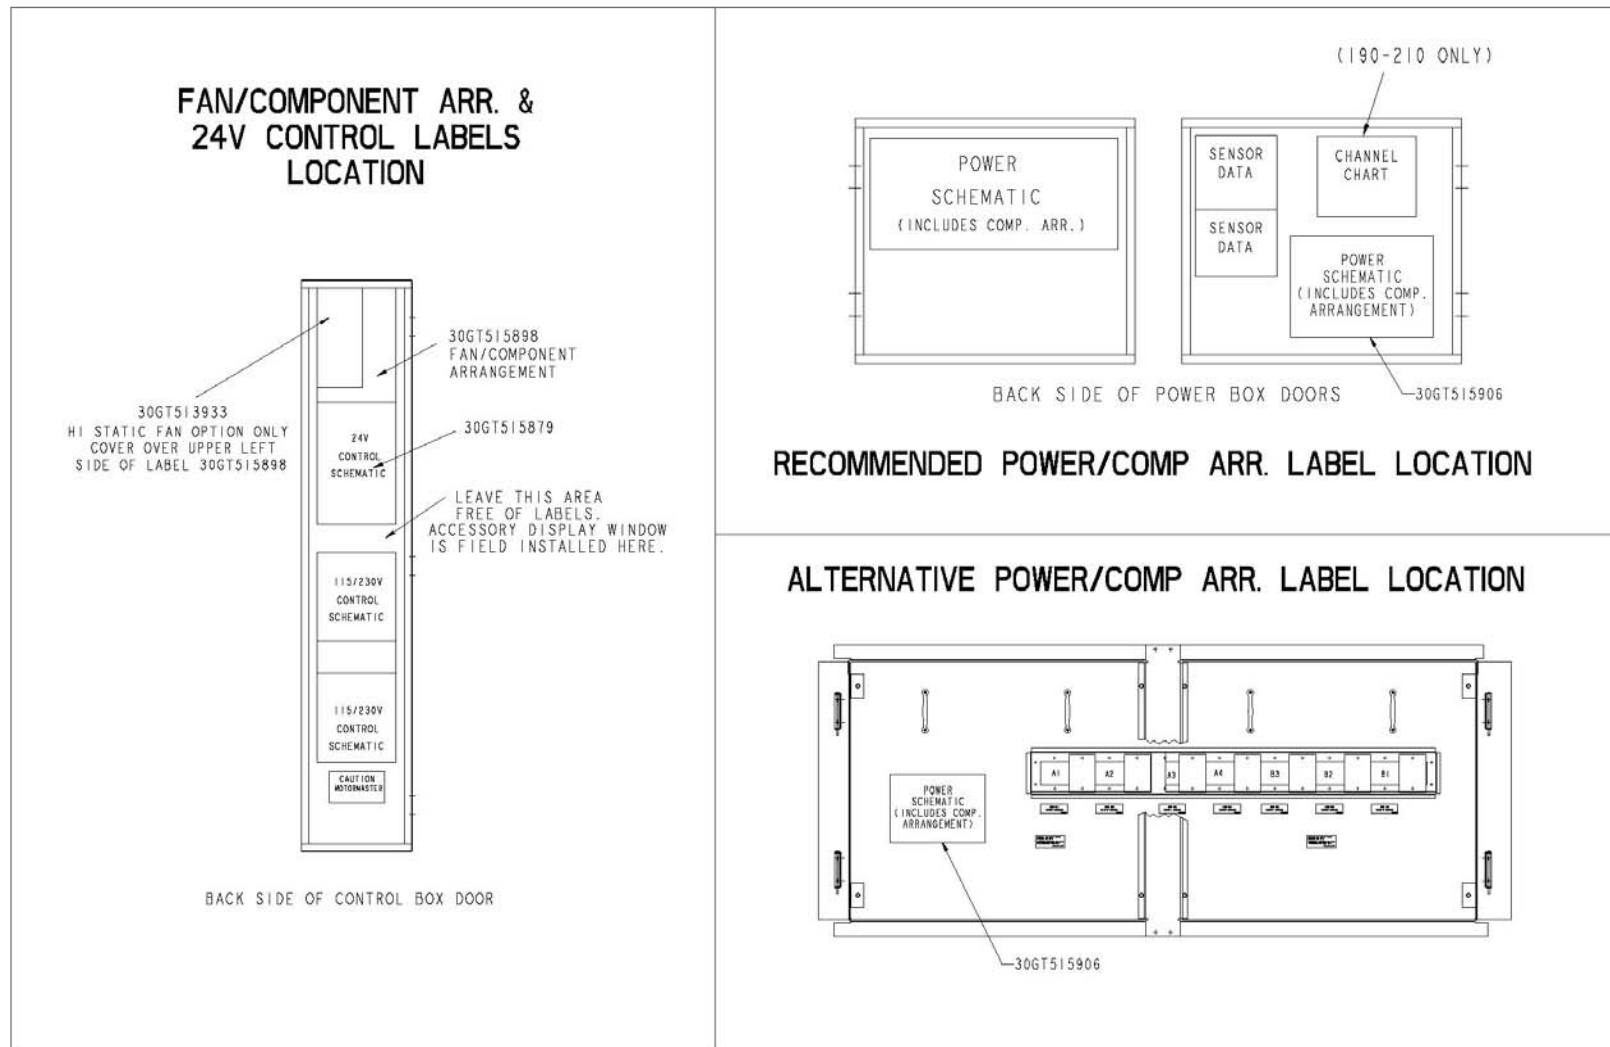 FAN/COMPONENT ARR. &
24V CONTROL LABELS
LOCATION
30GT515898
FAN/COMPONENT
ARRANGEMENT
30GT513933
HI STATIC FAN OPTION ONLY
COVER OVER UPPER LEFT
SIDE OF LABEL 30GT515898
24V
CONTROL
SCHEMATIC
30GT515879
LEAVE THIS AREA
FREE OF LABELS.
ACCESSORY DISPLAY WINDOW
IS FIELD INSTALLED HERE.
115/230V
CONTROL
SCHEMATIC
115/230V
CONTROL
SCHEMATIC
CAUTION
MOTORMASTER
BACK SIDE OF CONTROL BOX DOOR
(190-210 ONLY)
POWER
SCHEMATIC
(INCLUDES COMP. ARR.)
SENSOR
DATA
SENSOR
DATA
CHANNEL
CHART
POWER
SCHEMATIC
(INCLUDES COMP.
ARRANGEMENT)
BACK SIDE OF POWER BOX DOORS
30GT515906
RECOMMENDED POWER/COMP ARR. LABEL LOCATION
ALTERNATIVE POWER/COMP ARR. LABEL LOCATION
A1 A2 A3 A4 B3 B2 B1
POWER
SCHEMATIC
(INCLUDES COMP.
ARRANGEMENT)
30GT515906